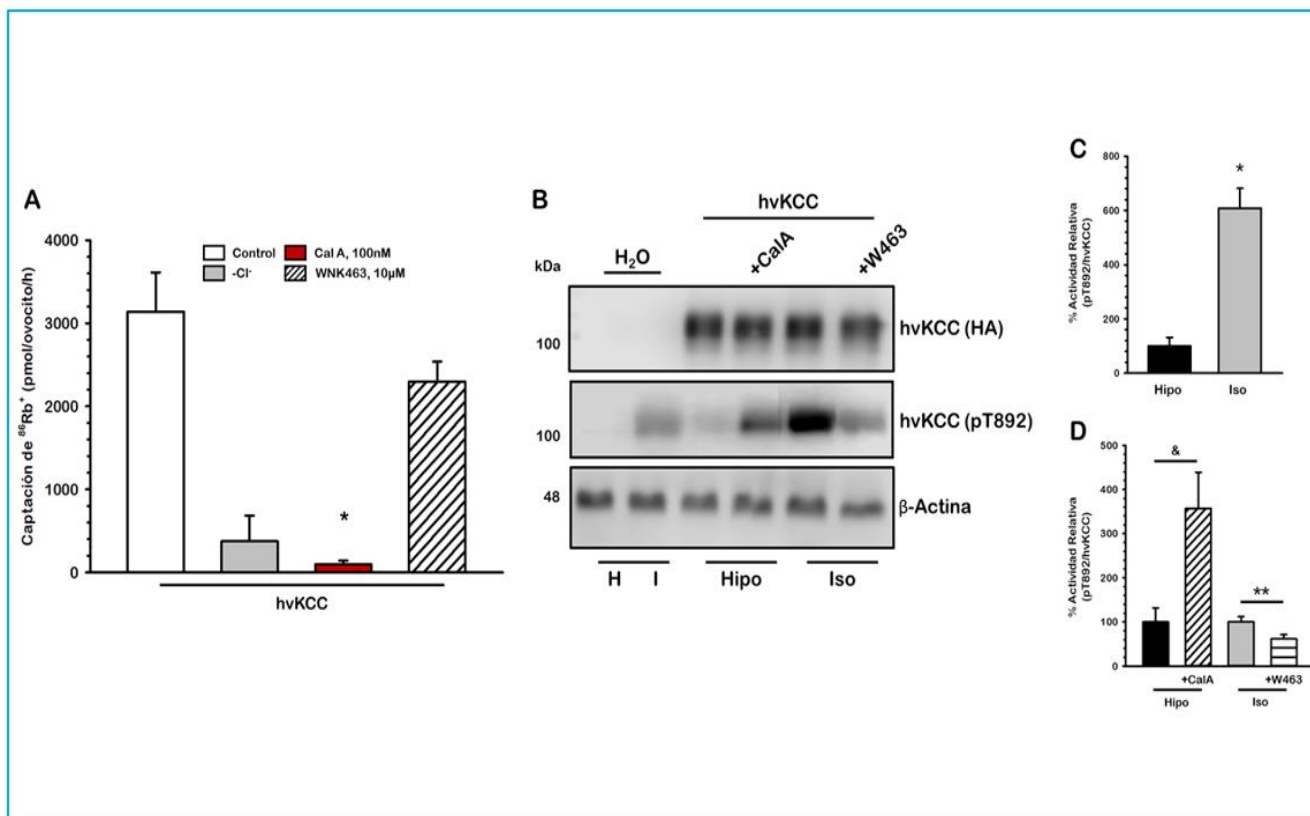 A
Captación de ⁸⁶Rb⁺ (pmol/ovocito/h)
4000
3000
2000
1000
0
Control
Cal A, 100nM
-Cl⁻
WNK463, 10µM
*
hvKCC
B
hvKCC
H₂O
+CalA
+W463
kDa
100
hvKCC (HA)
100
hvKCC (pT892)
48
β-Actina
H I Hipo Iso
C
% Actividad Relativa
(pT892/hvKCC)
800
600
400
200
0
*
Hipo Iso
D
% Actividad Relativa
(pT892/hvKCC)
500
400
300
200
100
0
&
**
+CalA +W463
Hipo Iso